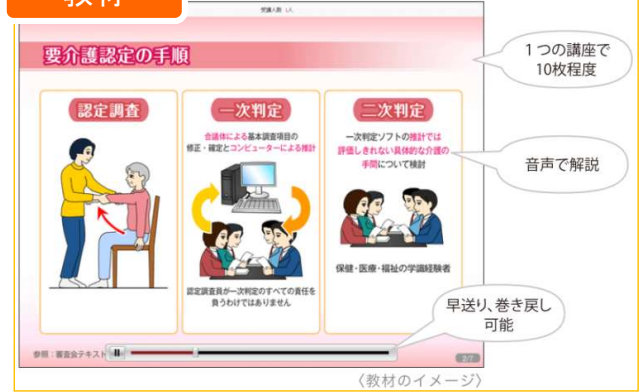 教材
受講人数 1人
要介護認定の手順
認定調査
一次判定
合議体による基本調査項目の
修正・確定とコンピューターによる推計
認定調査員が一次判定のすべての責任を
負うわけではありません
二次判定
一次判定ソフトの推計では
評価しきれない具体的な介護の
手間について検討
保健・医療・福祉の学識経験者
参照：審査会テキスト
2/7
1つの講座で
10枚程度
音声で解説
早送り、巻き戻し
可能
〈教材のイメージ〉